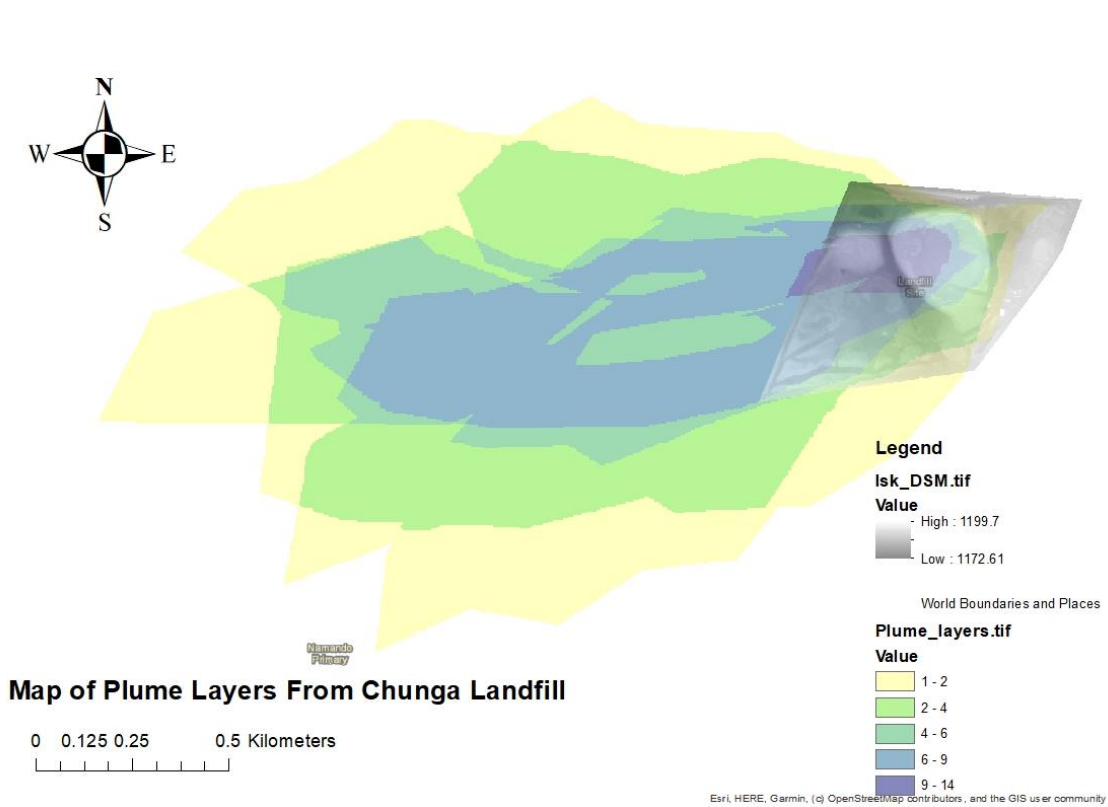 N
W E
S
Landfill
Site
Legend
lsk_DSM.tif
Value
High : 1199.7
Low : 1172.61
World Boundaries and Places
Plume_layers.tif
Value
1 - 2
2 - 4
4 - 6
6 - 9
9 - 14
Namando
Primary
Map of Plume Layers From Chunga Landfill
0 0.125 0.25 0.5 Kilometers
Esri, HERE, Garmin, (c) OpenStreetMap contributors, and the GIS user community